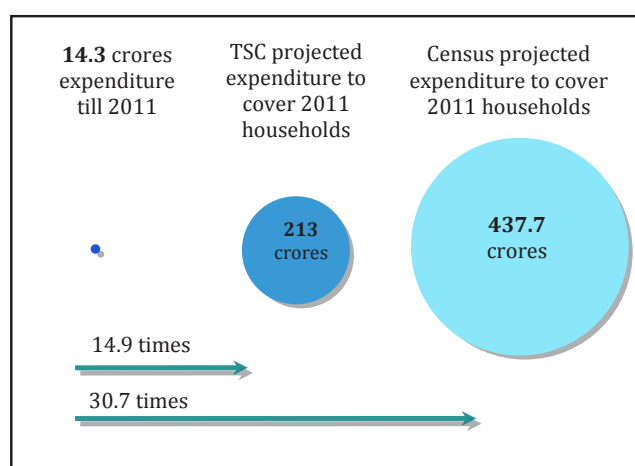 14.3 crores
expenditure
till 2011
TSC projected
expenditure to
cover 2011
households
Census projected
expenditure to cover
2011 households
213
crores
437.7
crores
14.9 times
30.7 times